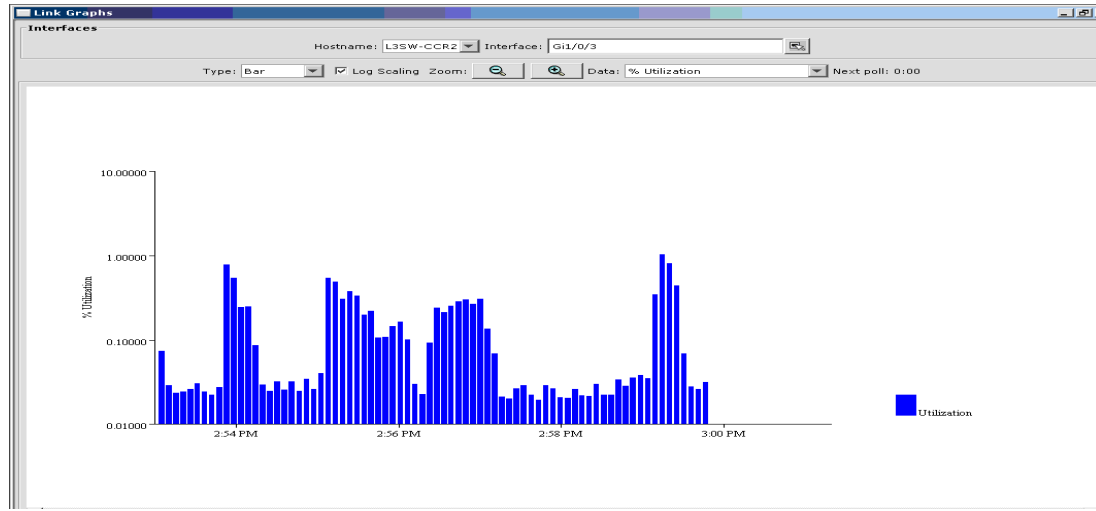 Link Graphs
Interfaces
Hostname: L3SW-CCR2 Interface: Gi1/0/3
Type: Bar Log Scaling Zoom: Data: % Utilization Next poll: 0:00
10.00000
1.00000
% Utilization
0.10000
0.01000
2:54 PM 2:56 PM 2:58 PM 3:00 PM
Utilization